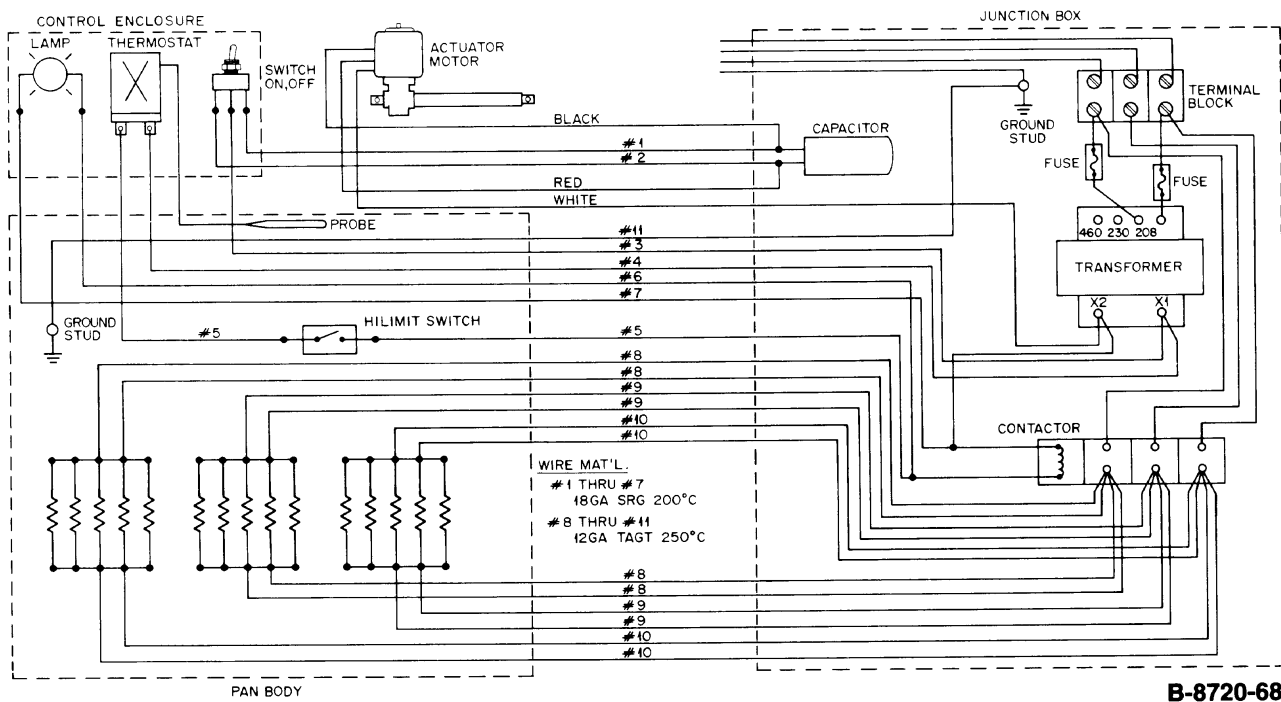 CONTROL ENCLOSURE
LAMP
THERMOSTAT
SWITCH
ON,OFF
ACTUATOR
MOTOR
JUNCTION BOX
TERMINAL
BLOCK
GROUND
STUD
FUSE
FUSE
CAPACITOR
BLACK
#1
#2
RED
WHITE
PROBE
#11
#3
#4
#6
#7
460 230 208
TRANSFORMER
X2
X1
GROUND
STUD
#5
HILIMIT SWITCH
#5
#8
#8
#9
#9
#10
#10
CONTACTOR
WIRE MAT'L.
#1 THRU #7
18GA SRG 200°C
#8 THRU #11
12GA TAGT 250°C
#8
#8
#9
#9
#10
#10
PAN BODY
B-8720-68